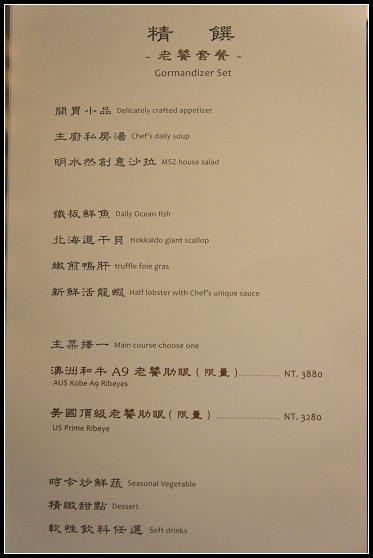 精 饌
- 老饕套餐 -
Gormandizer Set
開胃小品 Delicately crafted appetizer
主廚私房湯 Chef's daily soup
明水然創意沙拉 MSZ house salad
鐵板鮮魚 Daily Ocean fish
北海道干貝 Hokkaido giant scallop
嫩煎鴨肝 truffle foie gras
新鮮活龍蝦 Half lobster with Chef's unique sauce
主菜擇一 Main course-choose one
澳洲和牛 A9 老饕肋眼 ( 限量 ) ............... NT. 3880
AUS Kobe A9 Ribeyes
美國頂級老饕肋眼 ( 限量 ) ........................ NT. 3280
US Prime Ribeye
時令炒鮮蔬 Seasonal Vegetable
精緻甜點 Dessert
軟性飲料任選 Soft drinks